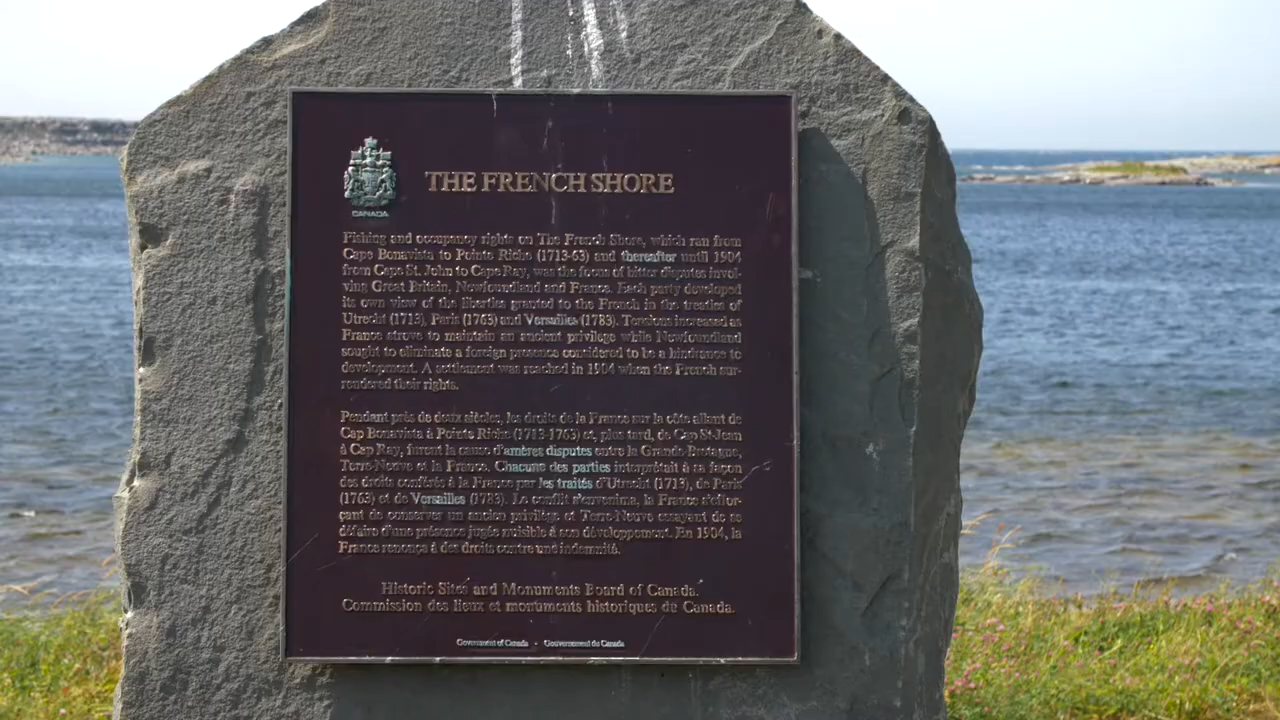 CANADA
THE FRENCH SHORE
Fishing and occupancy rights on The French Shore, which ran from
Cape Bonavista to Pointe Riche (1713-63) and thereafter until 1904
from Cape St. John to Cape Ray, was the focus of bitter disputes invol-
ving Great Britain, Newfoundland and France. Each party developed
its own view of the liberties granted to the French in the treaties of
Utrecht (1713), Paris (1763) and Versailles (1783). Tensions increased as
France strove to maintain an ancient privilege while Newfoundland
sought to eliminate a foreign presence considered to be a hindrance to
development. A settlement was reached in 1904 when the French sur-
rendered their rights.
Pendant près de deux siècles, les droits de la France sur la côte allant de
Cap Bonavista à Pointe Riche (1713-1763) et, plus tard, de Cap St-Jean
à Cap Ray, furent la cause d'amères disputes entre la Grande-Bretagne,
Terre-Neuve et la France. Chacune des parties interprétait à sa façon
des droits conférés à la France par les traités d'Utrecht (1713), de Paris
(1763) et de Versailles (1783). Le conflit s'envenima, la France s'effor-
çant de conserver un ancien privilège et Terre-Neuve essayant de se
défaire d'une présence jugée nuisible à son développement. En 1904, la
France renonça à des droits contre une indemnité.
Historic Sites and Monuments Board of Canada.
Commission des lieux et monuments historiques du Canada.
Government of Canada - Gouvernement du Canada